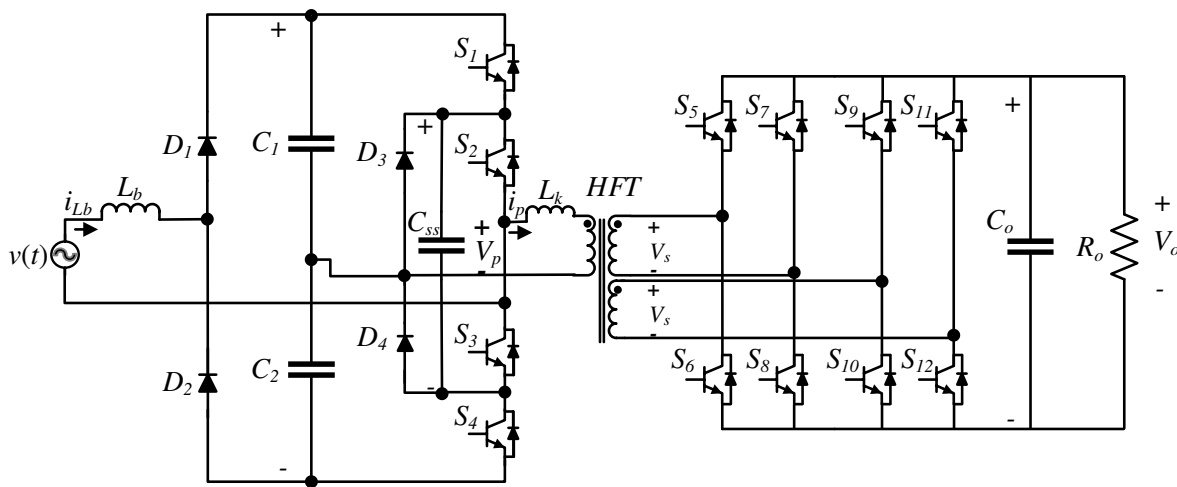 +
S1
S5
S7
S9
S11
+
D1
C1
D3
+
S2
Lb
iLb
v(t)
Css
ip
Lk
HFT
+
Vp
-
+
Vs
-
+
Vs
-
Co
Ro
+
Vo
-
D2
C2
D4
-
S3
S4
S6
S8
S10
S12
-
-